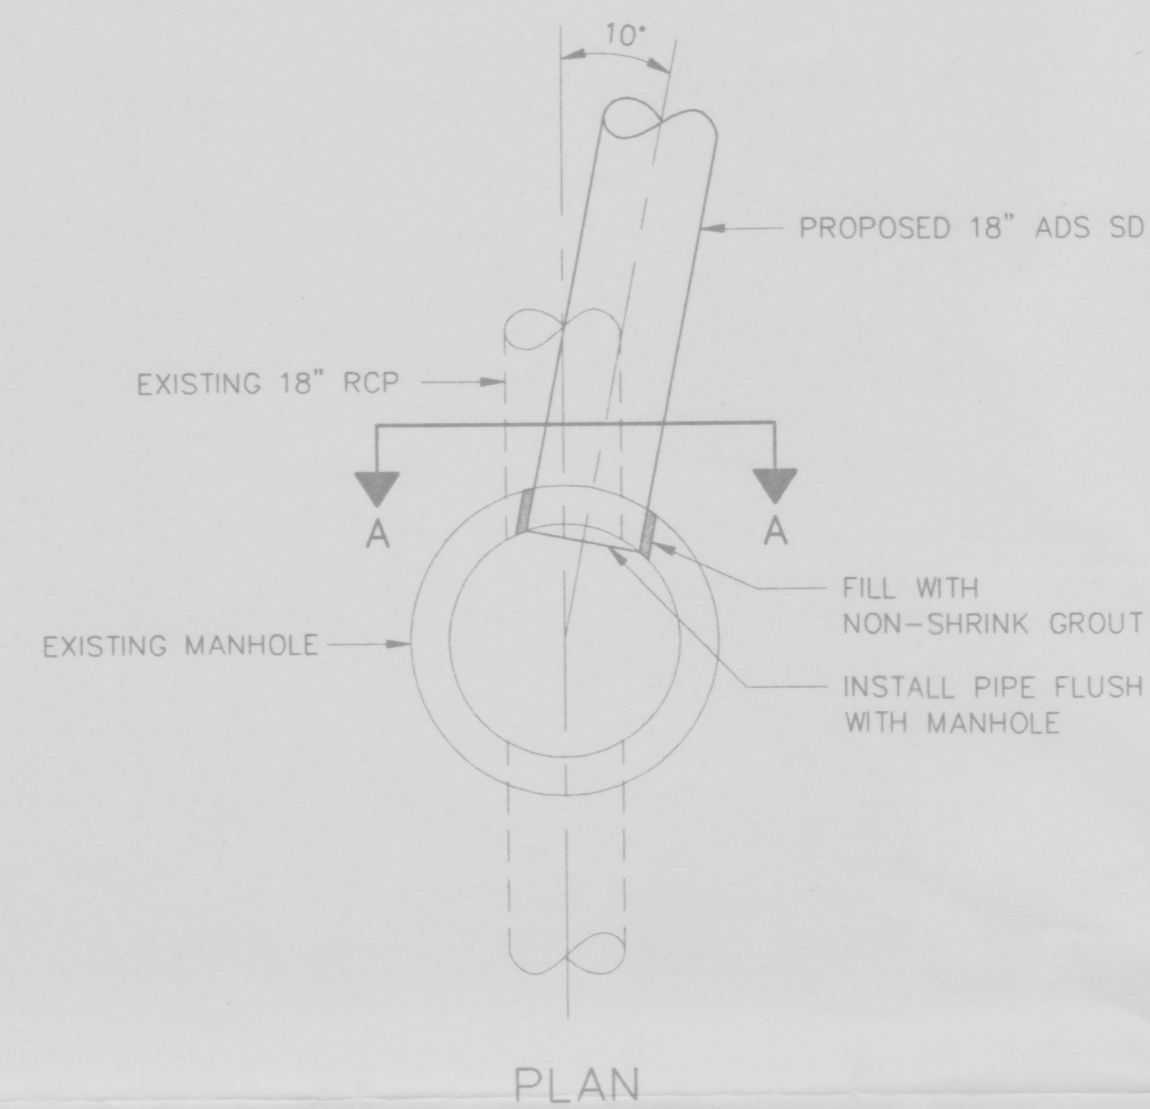 10°
PROPOSED 18" ADS SD
EXISTING 18" RCP
A
A
FILL WITH
NON-SHRINK GROUT
EXISTING MANHOLE
INSTALL PIPE FLUSH
WITH MANHOLE
PLAN